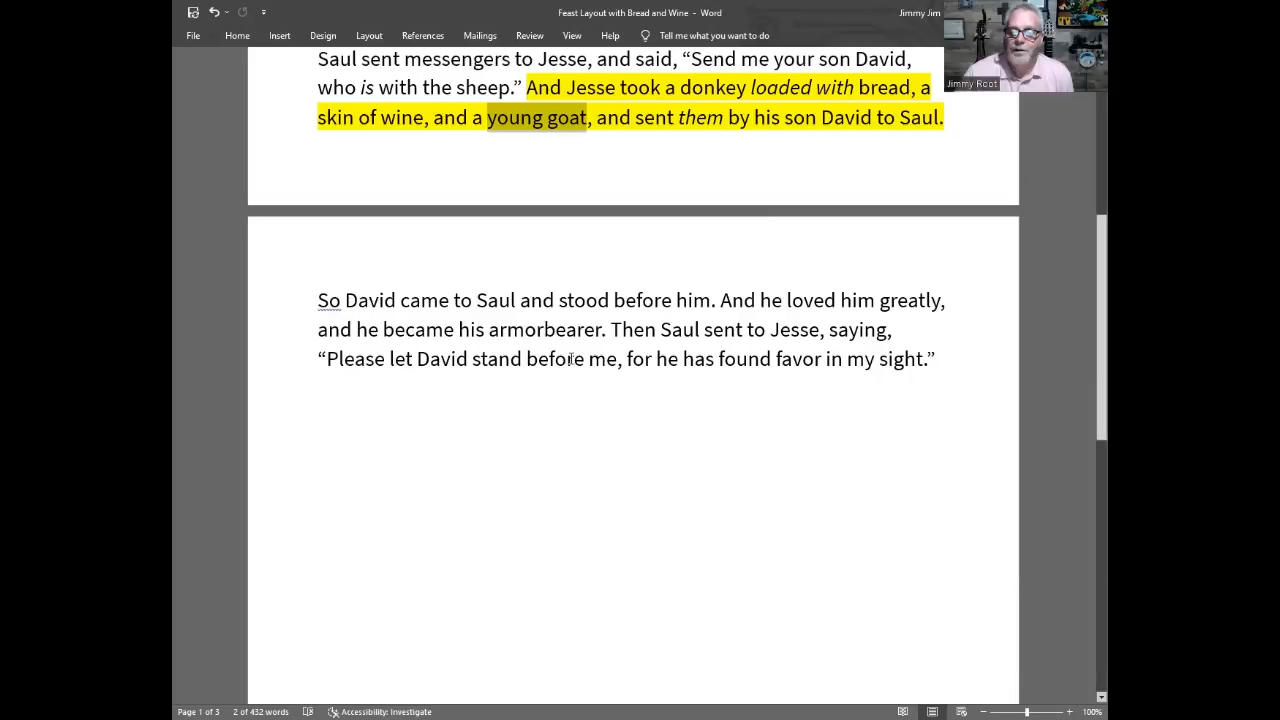 Feast Layout with Bread and Wine - Word
Jimmy Jim
File Home Insert Design Layout References Mailings Review View Help Tell me what you want to do
Jimmy Root
Saul sent messengers to Jesse, and said, “Send me your son David,
who is with the sheep.” And Jesse took a donkey loaded with bread, a
skin of wine, and a young goat, and sent them by his son David to Saul.
So David came to Saul and stood before him. And he loved him greatly,
and he became his armorbearer. Then Saul sent to Jesse, saying,
“Please let David stand before me, for he has found favor in my sight.”
Page 1 of 3 2 of 432 words Accessibility: Investigate 100%